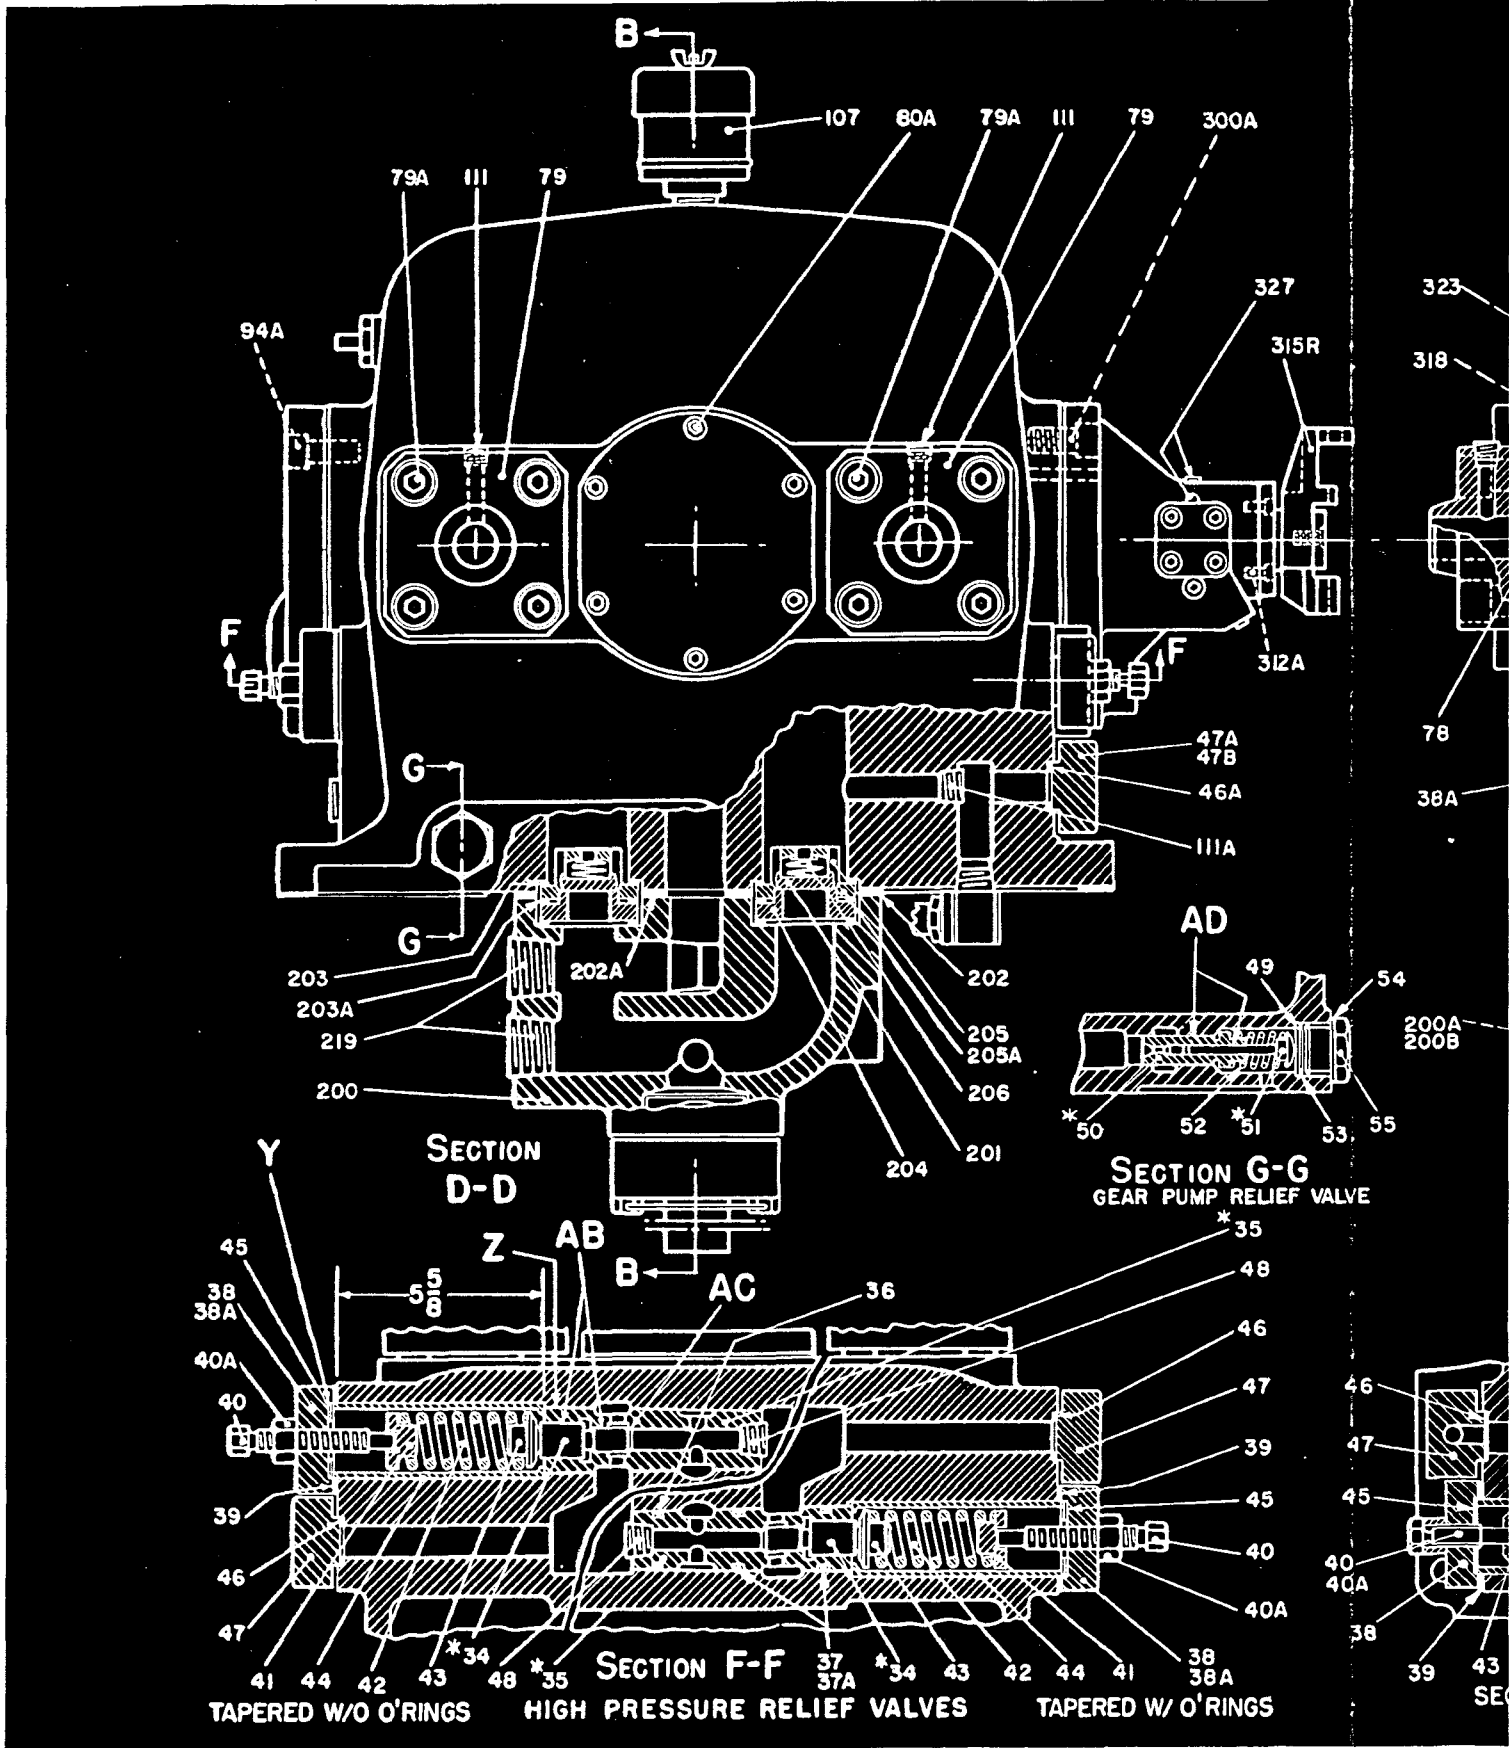 B
107
80A
79A
111
79
300A
79A
111
79
327
323
94A
315R
318
F
F
312A
78
G
47A
47B
46A
38A
111A
G
AD
203
202A
202
49
54
203A
219
205
205A
200A
200B
200
206
*50
52
*51
53
55
Y
SECTION
D-D
204
201
SECTION G-G
GEAR PUMP RELIEF VALVE
*35
45
Z
AB
B
AC
48
38
38A
5 5/8
36
46
40A
40
47
46
39
47
39
45
45
46
40
40
40A
47
40A
38
41
44
42
43
*34
48
*35
SECTION F-F
37
37A
*34
43
42
44
41
38
38A
39
43
TAPERED W/O O'RINGS
HIGH PRESSURE RELIEF VALVES
TAPERED W/ O'RINGS